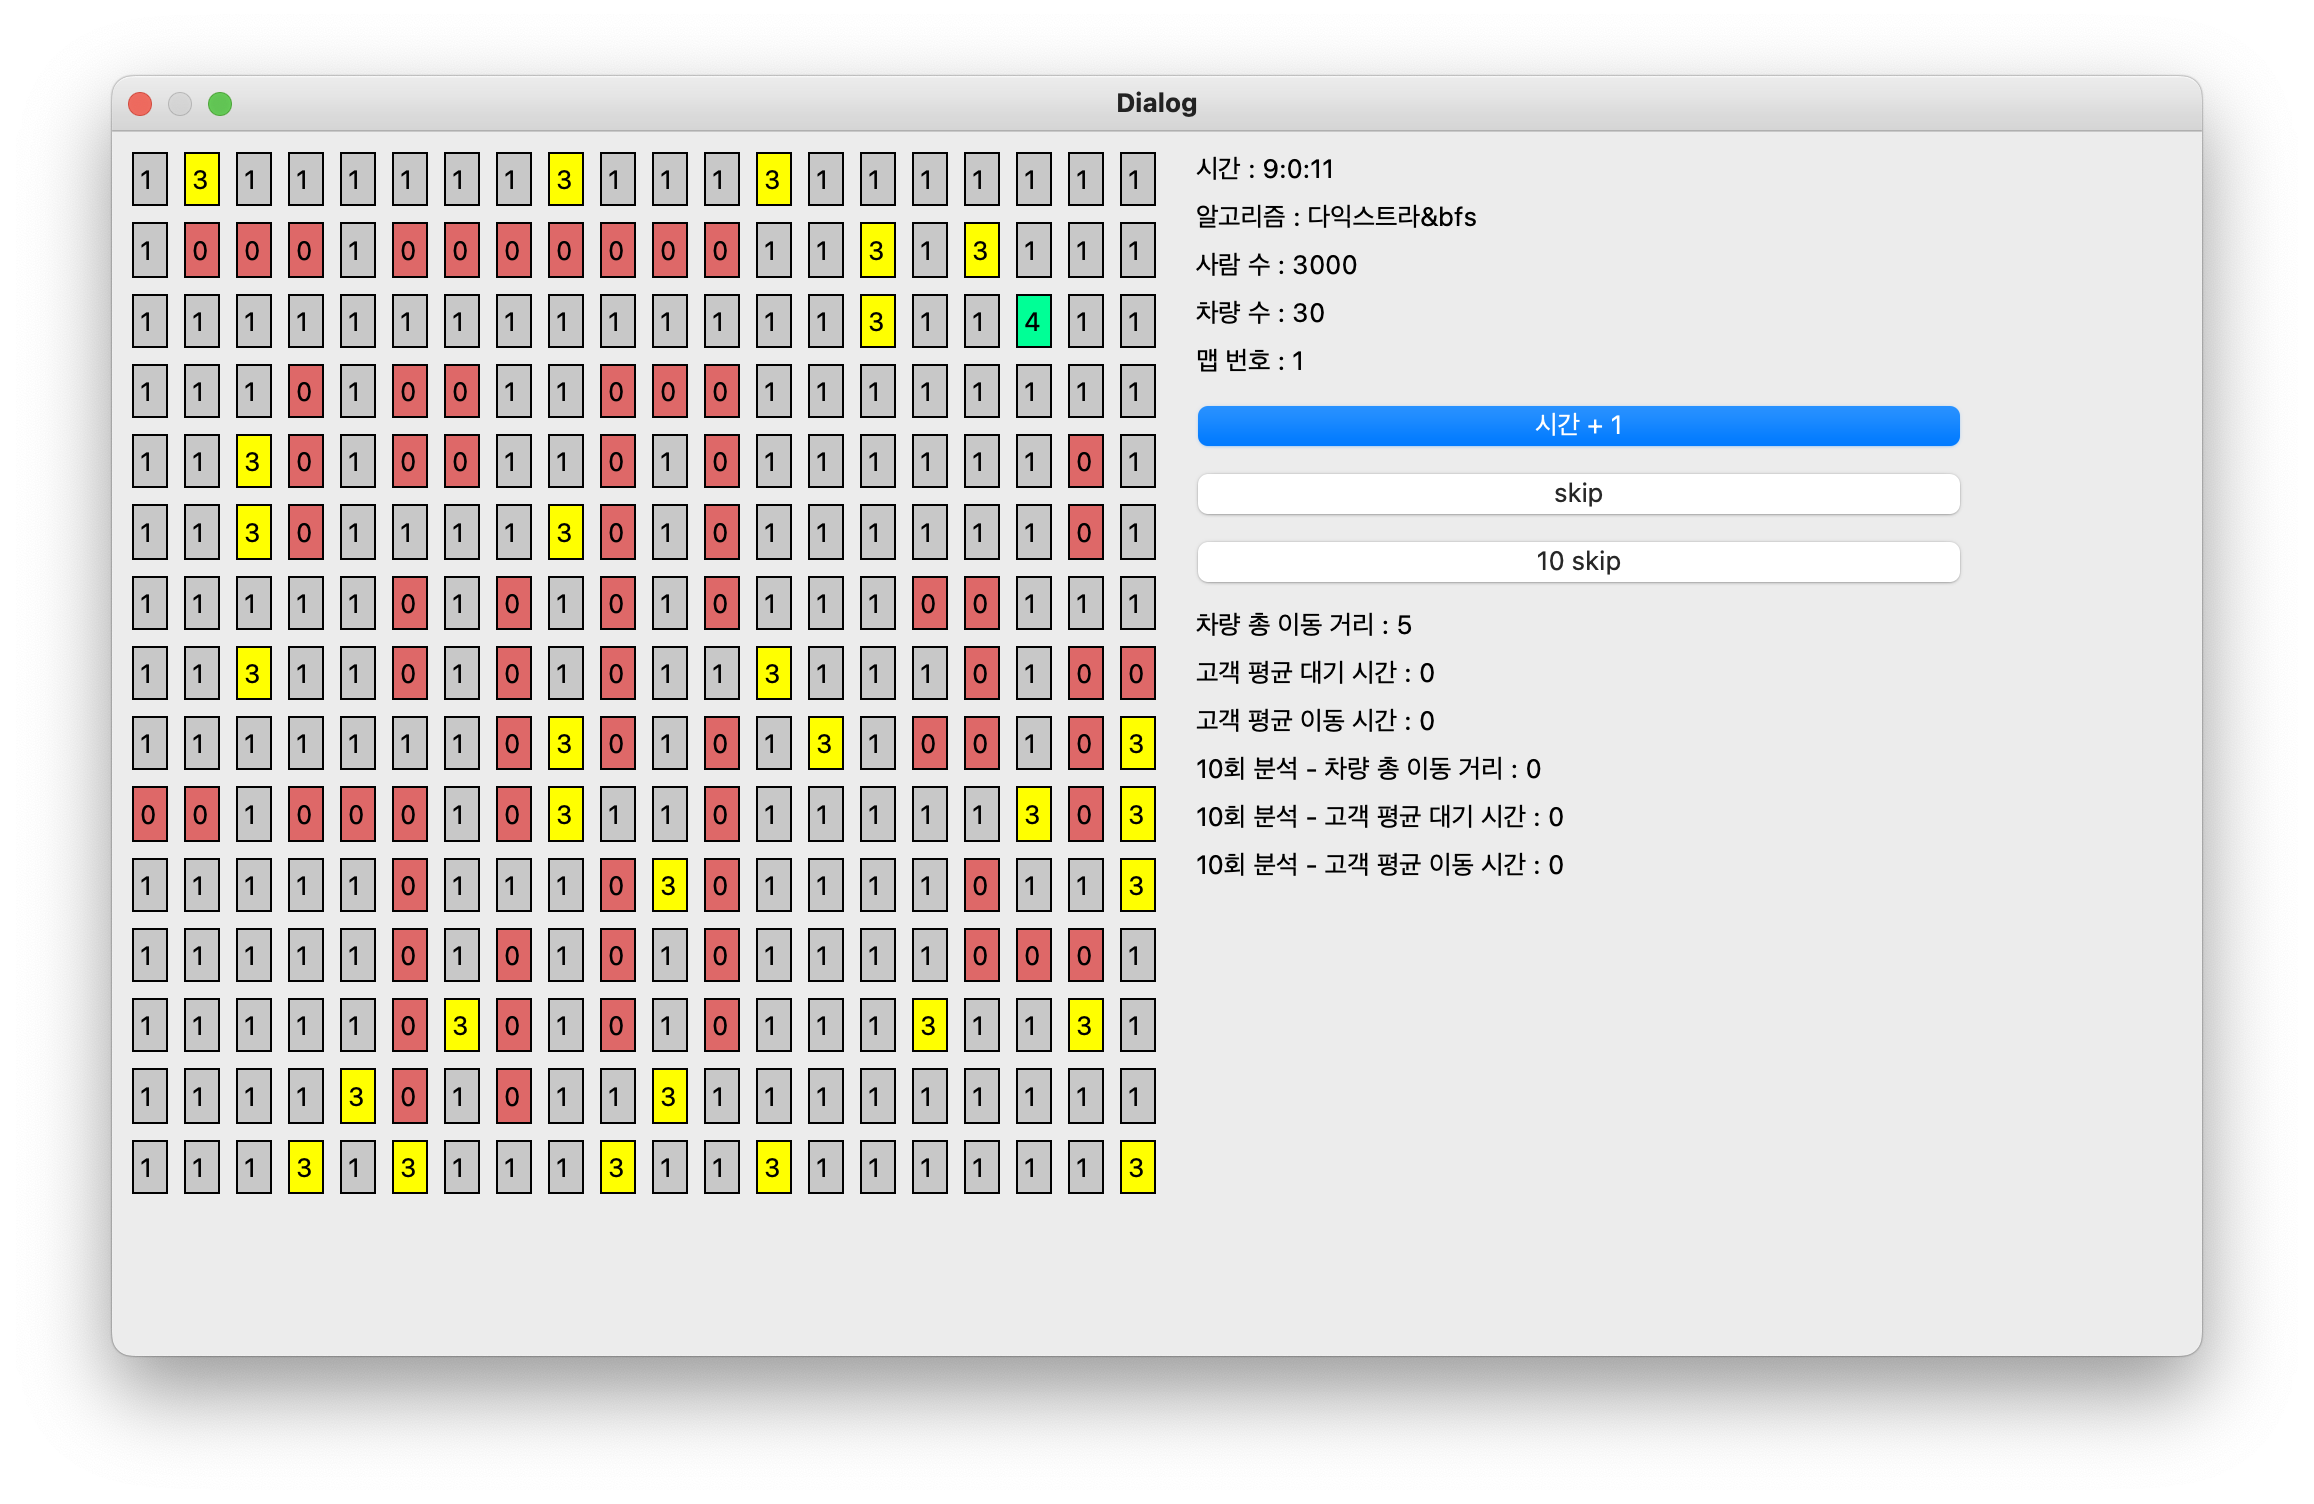 Dialog
1 3 1 1 1 1 1 1 3 1 1 1 3 1 1 1 1 1 1 1
1 0 0 0 1 0 0 0 0 0 0 0 1 1 3 1 3 1 1 1
1 1 1 1 1 1 1 1 1 1 1 1 1 1 3 1 1 4 1 1
1 1 1 0 1 0 0 1 1 0 0 0 1 1 1 1 1 1 1 1
1 1 3 0 1 0 0 1 1 0 1 0 1 1 1 1 1 1 0 1
1 1 3 0 1 1 1 1 3 0 1 0 1 1 1 1 1 1 0 1
1 1 1 1 1 0 1 0 1 0 1 0 1 1 1 0 0 1 1 1
1 1 3 1 1 0 1 0 1 0 1 1 3 1 1 1 0 1 0 0
1 1 1 1 1 1 1 0 3 0 1 0 1 3 1 0 0 1 0 3
0 0 1 0 0 0 1 0 3 1 1 0 1 1 1 1 1 3 0 3
1 1 1 1 1 0 1 1 1 0 3 0 1 1 1 1 0 1 1 3
1 1 1 1 1 0 1 0 1 0 1 0 1 1 1 1 0 0 0 1
1 1 1 1 1 0 3 0 1 0 1 0 1 1 1 3 1 1 3 1
1 1 1 1 3 0 1 0 1 1 3 1 1 1 1 1 1 1 1 1
1 1 1 3 1 3 1 1 1 3 1 1 3 1 1 1 1 1 1 3
시간 : 9:0:11
알고리즘 : 다익스트라&bfs
사람 수 : 3000
차량 수 : 30
맵 번호 : 1
시간 + 1
skip
10 skip
차량 총 이동 거리 : 5
고객 평균 대기 시간 : 0
고객 평균 이동 시간 : 0
10회 분석 - 차량 총 이동 거리 : 0
10회 분석 - 고객 평균 대기 시간 : 0
10회 분석 - 고객 평균 이동 시간 : 0